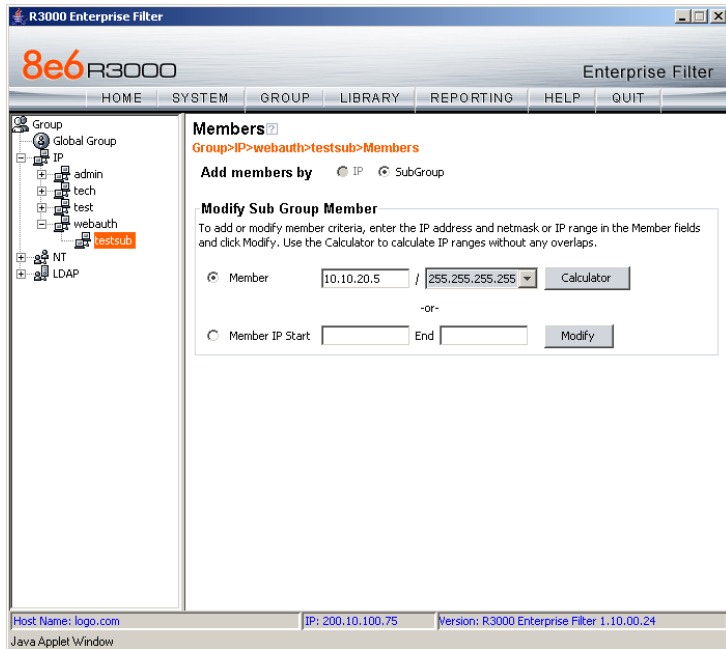 R3000 Enterprise Filter
8e6 R3000
Enterprise Filter
HOME SYSTEM GROUP LIBRARY REPORTING HELP QUIT
Group
Global Group
IP
admin
tech
test
webauth
testsub
NT
LDAP
Members?
Group>IP>webauth>testsub>Members
Add members by IP SubGroup
Modify Sub Group Member
To add or modify member criteria, enter the IP address and netmask or IP range in the Member fields
and click Modify. Use the Calculator to calculate IP ranges without any overlaps.
Member 10.10.20.5 / 255.255.255.255 Calculator
-or-
Member IP Start End Modify
Host Name: logo.com IP: 200.10.100.75 Version: R3000 Enterprise Filter 1.10.00.24
Java Applet Window